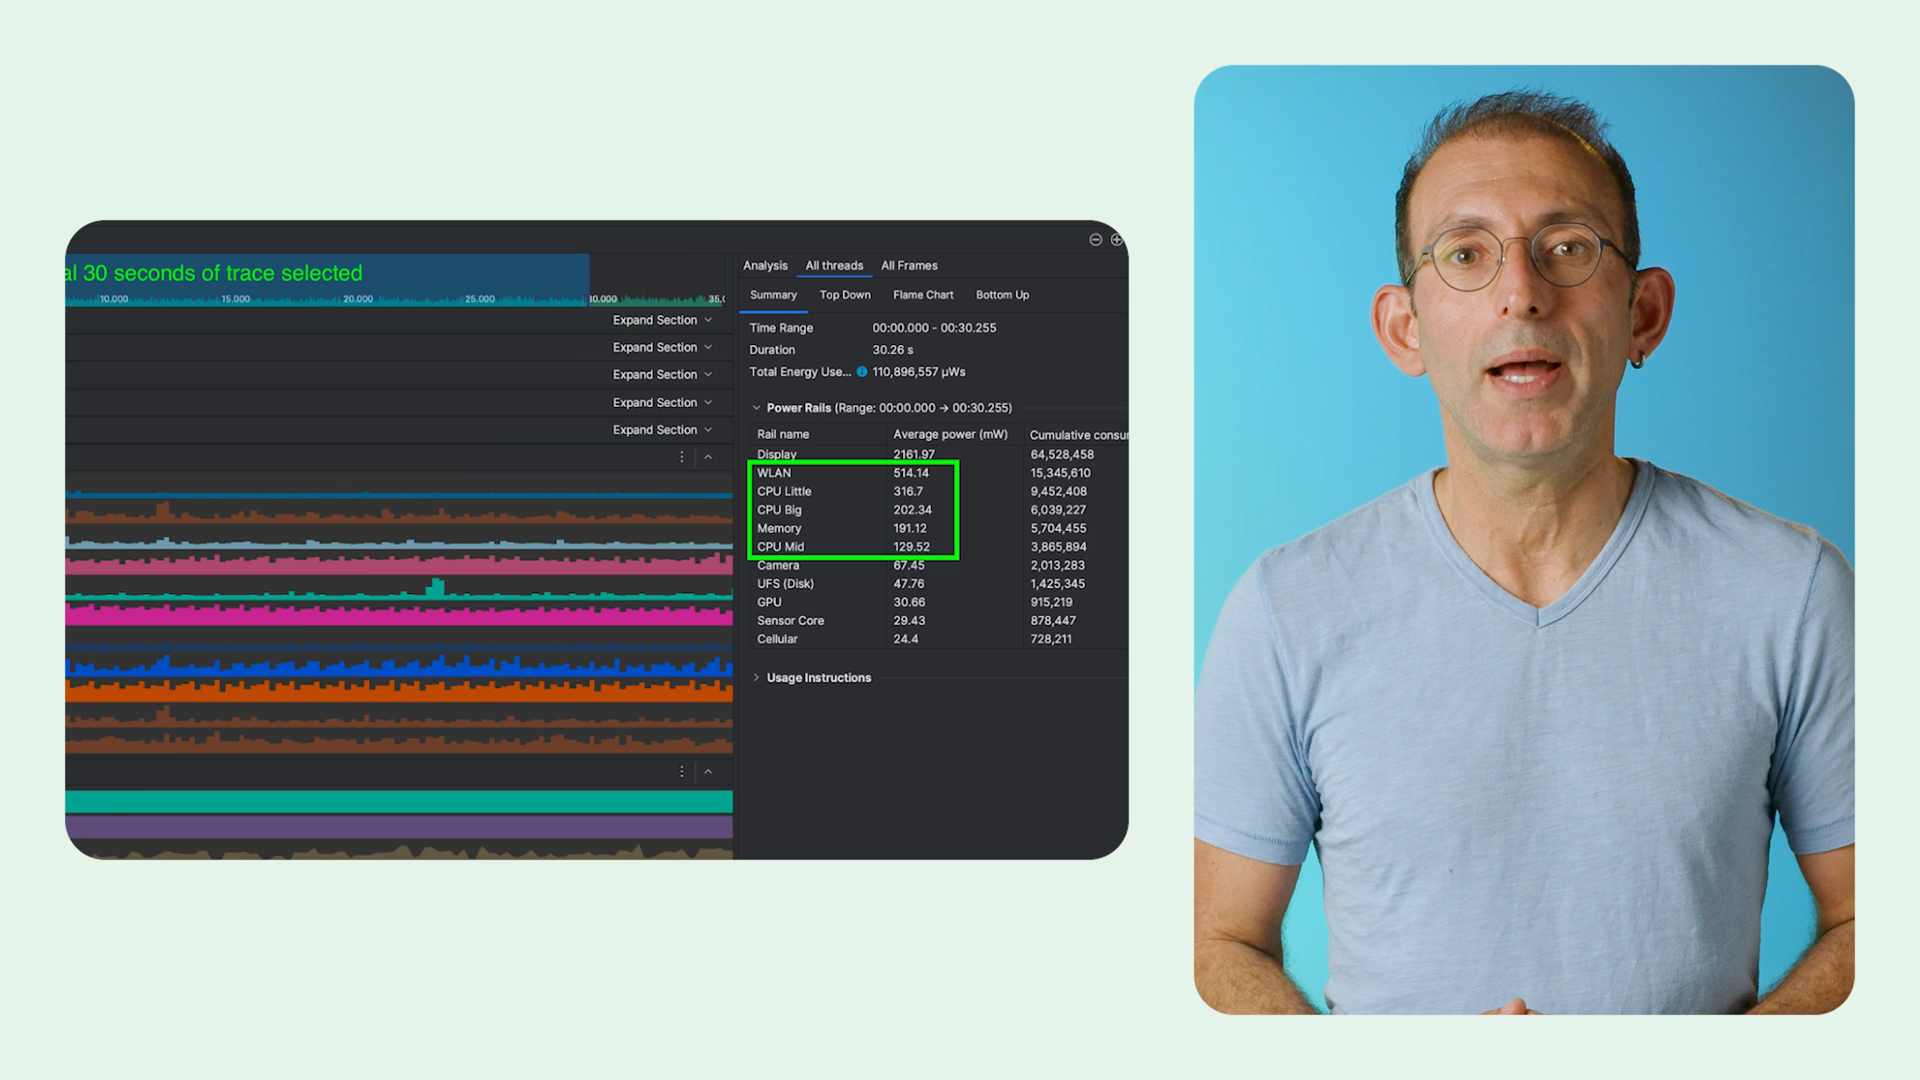 al 30 seconds of trace selected
10.000 15.000 20.000 25.000 30.000 35.0
Expand Section
Expand Section
Expand Section
Expand Section
Expand Section
Analysis All threads All Frames
Summary Top Down Flame Chart Bottom Up
Time Range 00:00.000 - 00:30.255
Duration 30.26 s
Total Energy Use... 110,896,557 µWs
Power Rails (Range: 00:00.000 → 00:30.255)
Rail name Average power (mW) Cumulative consu
Display 2161.97 64,528,458
WLAN 514.14 15,345,610
CPU Little 316.7 9,452,408
CPU Big 202.34 6,039,227
Memory 191.12 5,704,455
CPU Mid 129.52 3,865,894
Camera 67.45 2,013,283
UFS (Disk) 47.76 1,425,345
GPU 30.66 915,219
Sensor Core 29.43 878,447
Cellular 24.4 728,211
Usage Instructions